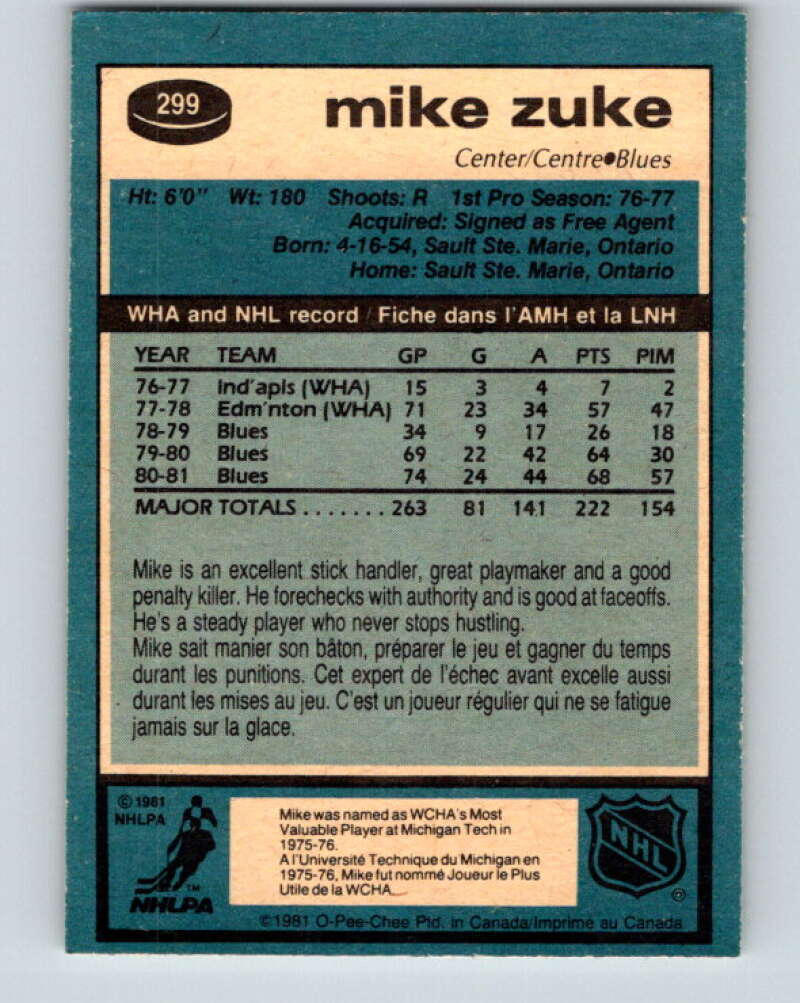 299
mike zuke
Center/Centre•Blues
Ht: 6'0" Wt: 180 Shoots: R 1st Pro Season: 76-77
Acquired: Signed as Free Agent
Born: 4-16-54, Sault Ste. Marie, Ontario
Home: Sault Ste. Marie, Ontario
WHA and NHL record / Fiche dans l'AMH et la LNH
YEAR TEAM GP G A PTS PIM
76-77 Ind'apls (WHA) 15 3 4 7 2
77-78 Edm'nton (WHA) 71 23 34 57 47
78-79 Blues 34 9 17 26 18
79-80 Blues 69 22 42 64 30
80-81 Blues 74 24 44 68 57
MAJOR TOTALS ....... 263 81 141 222 154
Mike is an excellent stick handler, great playmaker and a good
penalty killer. He forechecks with authority and is good at faceoffs.
He's a steady player who never stops hustling.
Mike sait manier son bâton, préparer le jeu et gagner du temps
durant les punitions. Cet expert de l'échec avant excelle aussi
durant les mises au jeu. C'est un joueur régulier qui ne se fatigue
jamais sur la glace.
© 1981
NHLPA
TM
NHLPA
Mike was named as WCHA's Most
Valuable Player at Michigan Tech in
1975-76.
A l'Université Technique du Michigan en
1975-76, Mike fut nommé Joueur le Plus
Utile de la WCHA.
NHL
®
©1981 O-Pee-Chee Ptd. in Canada/Imprimé au Canada